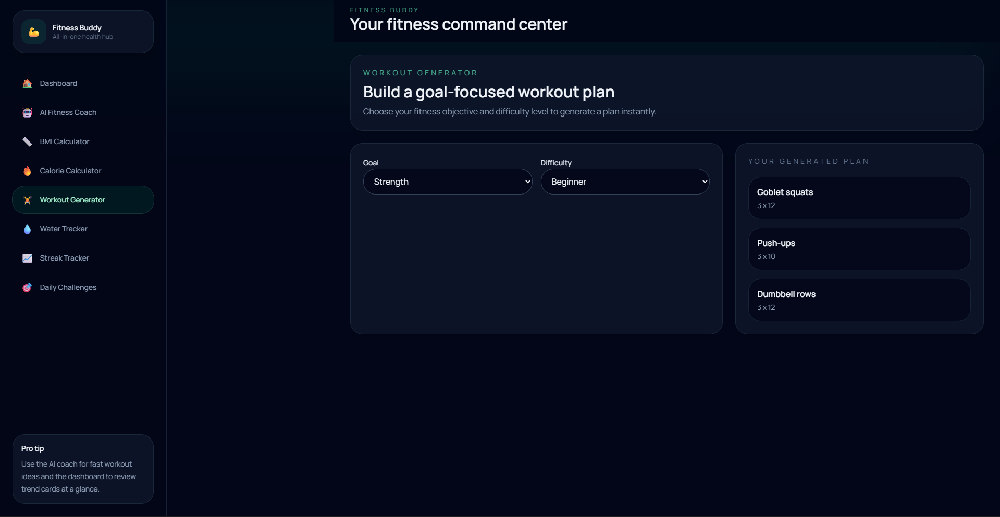 Fitness Buddy
All-in-one health hub
Dashboard
AI Fitness Coach
BMI Calculator
Calorie Calculator
Workout Generator
Water Tracker
Streak Tracker
Daily Challenges
Pro tip
Use the AI coach for fast workout
ideas and the dashboard to review
trend cards at a glance.
FITNESS BUDDY
Your fitness command center
WORKOUT GENERATOR
Build a goal-focused workout plan
Choose your fitness objective and difficulty level to generate a plan instantly.
Goal
Strength
Difficulty
Beginner
YOUR GENERATED PLAN
Goblet squats
3 x 12
Push-ups
3 x 10
Dumbbell rows
3 x 12